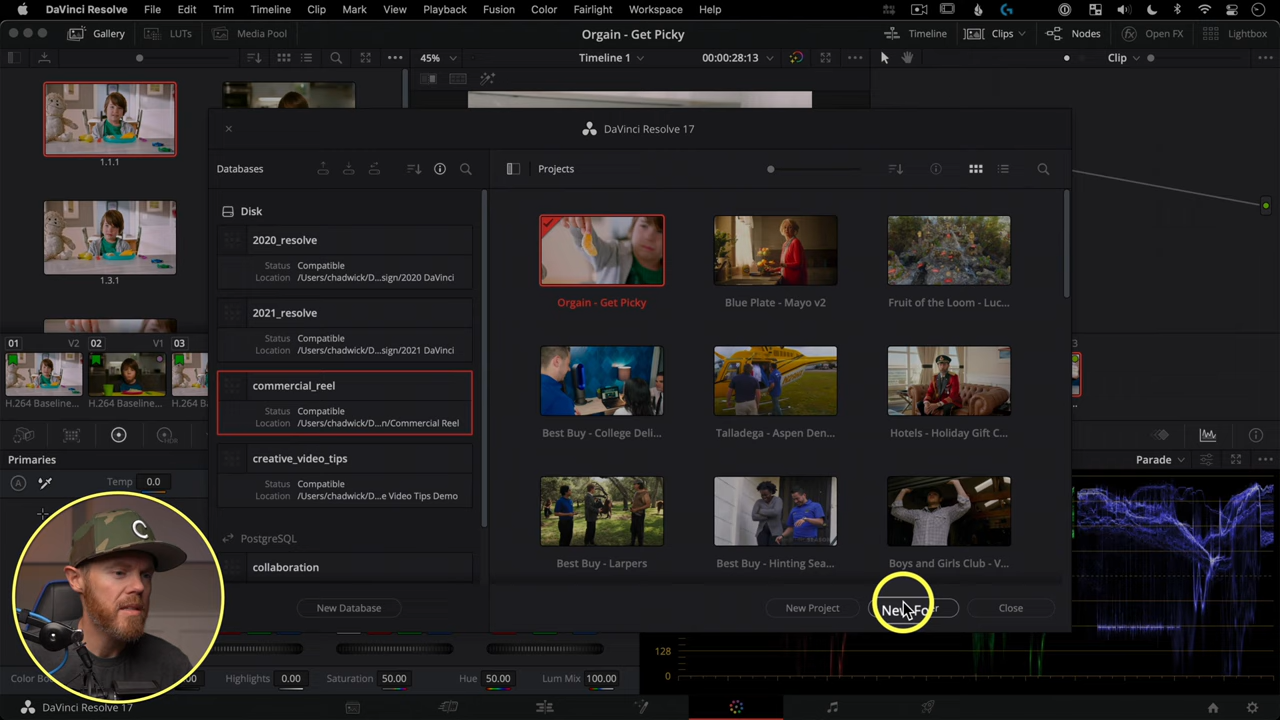 DaVinci Resolve File Edit Trim Timeline Clip Mark View Playback Fusion Color Fairlight Workspace Help
Gallery LUTs Media Pool Orgain - Get Picky Timeline Clips Nodes Open FX Lightbox
45% Timeline 1 00:00:28:13 Clip
1.1.1
1.3.1
DaVinci Resolve 17
Databases
Projects
Disk
2020_resolve
Status Compatible
Location /Users/chadwick/D...sign/2020 DaVinci
2021_resolve
Status Compatible
Location /Users/chadwick/D...sign/2021 DaVinci
commercial_reel
Status Compatible
Location /Users/chadwick/D...n/Commercial Reel
creative_video_tips
Status Compatible
Location /Users/chadwick/D...e Video Tips Demo
PostgreSQL
collaboration
New Database
Orgain - Get Picky Blue Plate - Mayo v2 Fruit of the Loom - Luc...
Best Buy - College Deli... Talladega - Aspen Den... Hotels - Holiday Gift C...
Best Buy - Larpers Best Buy - Hinting Sea... Boys and Girls Club - V...
New Project Close
01 V2 02 V1 03
H.264 Baseline... H.264 Baseline... H.264 Bas
Primaries
Parade
Temp 0.0
128
0
Color Bo Highlights 0.00 Saturation 50.00 Hue 50.00 Lum Mix 100.00
DaVinci Resolve 17